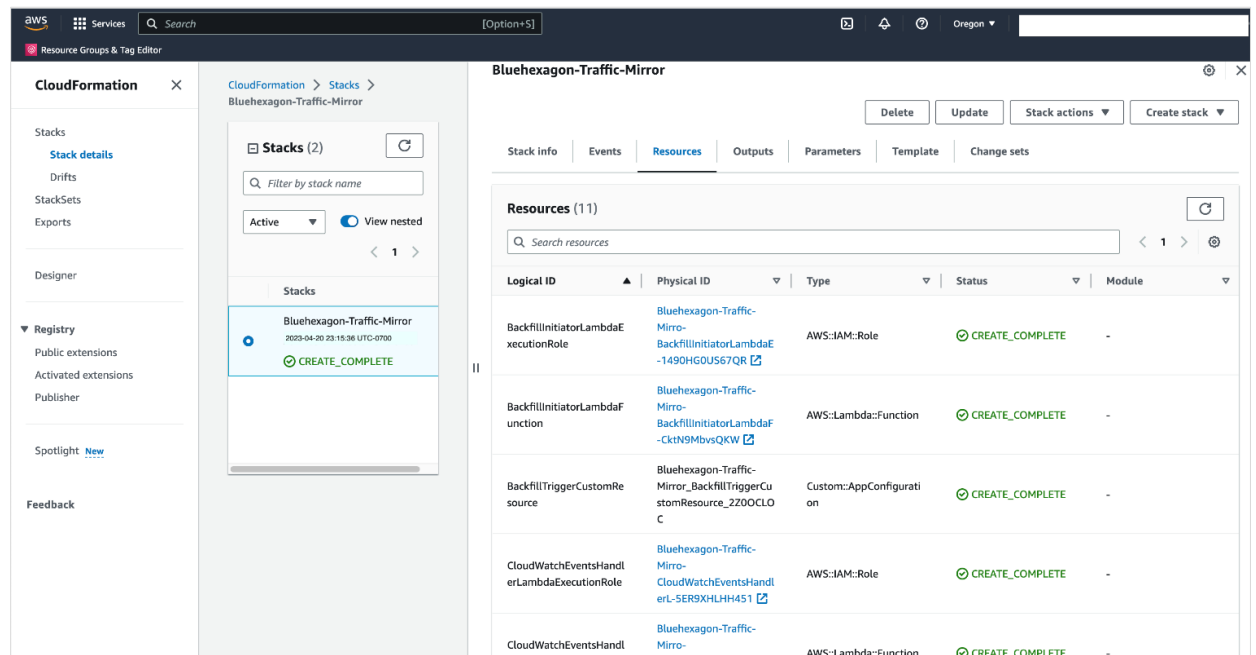 aws
Services
Search
[Option+S]
Oregon
Resource Groups & Tag Editor
CloudFormation
Stacks
Stack details
Drifts
StackSets
Exports
Designer
Registry
Public extensions
Activated extensions
Publisher
Spotlight New
Feedback
CloudFormation
Stacks
Bluehexagon-Traffic-Mirror
Stacks (2)
Filter by stack name
Active
View nested
1
Stacks
Bluehexagon-Traffic-Mirror
2023-04-20 23:15:36 UTC-0700
CREATE_COMPLETE
Bluehexagon-Traffic-Mirror
Delete
Update
Stack actions
Create stack
Stack info
Events
Resources
Outputs
Parameters
Template
Change sets
Resources (11)
Search resources
1
Logical ID
Physical ID
Type
Status
Module
BackfillInitiatorLambdaE
xecutionRole
Bluehexagon-Traffic-
Mirro-
BackfillInitiatorLambdaE
-1490HG0US67QR
AWS::IAM::Role
CREATE_COMPLETE
-
BackfillInitiatorLambdaF
unction
Bluehexagon-Traffic-
Mirro-
BackfillInitiatorLambdaF
-CktN9MbvsQKW
AWS::Lambda::Function
CREATE_COMPLETE
-
BackfillTriggerCustomRe
source
Bluehexagon-Traffic-
Mirror_BackfillTriggerCu
stomResource_2Z0OCLO
C
Custom::AppConfigurati
on
CREATE_COMPLETE
-
CloudWatchEventsHandl
erLambdaExecutionRole
Bluehexagon-Traffic-
Mirro-
CloudWatchEventsHandl
erL-5ER9XHLHH451
AWS::IAM::Role
CREATE_COMPLETE
-
CloudWatchEventsHandl
Bluehexagon-Traffic-
Mirro-
AWS::Lambda::Function
CREATE_COMPLETE
-